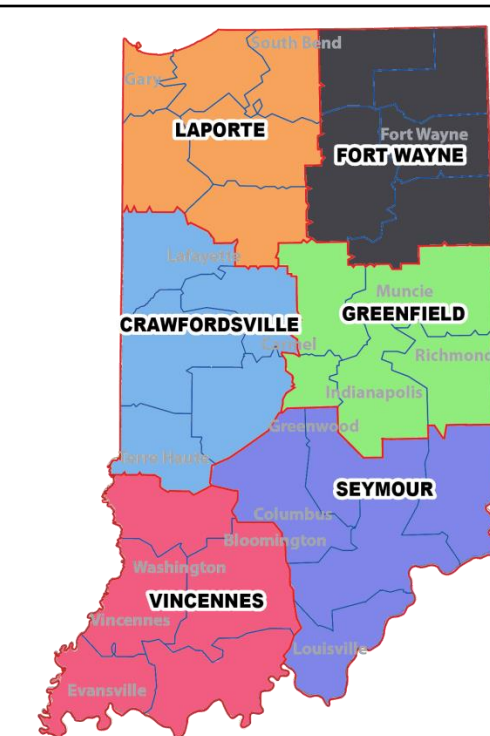 South Bend
Gary
LAPORTE
Fort Wayne
FORT WAYNE
Lafayette
Muncie
GREENFIELD
CRAWFORDSVILLE
Carmel
Richmond
Indianapolis
Greenwood
Terre Haute
SEYMOUR
Columbus
Bloomington
Washington
VINCENNES
Vincennes
Louisville
Evansville